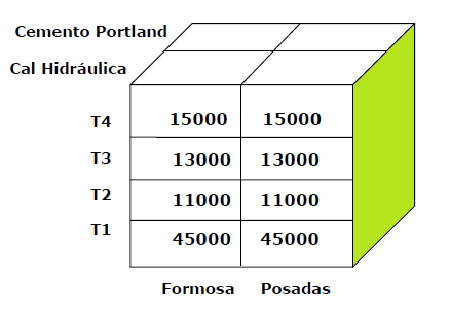 Cemento Portland
Cal Hidráulica
T4 15000 15000
T3 13000 13000
T2 11000 11000
T1 45000 45000
Formosa Posadas